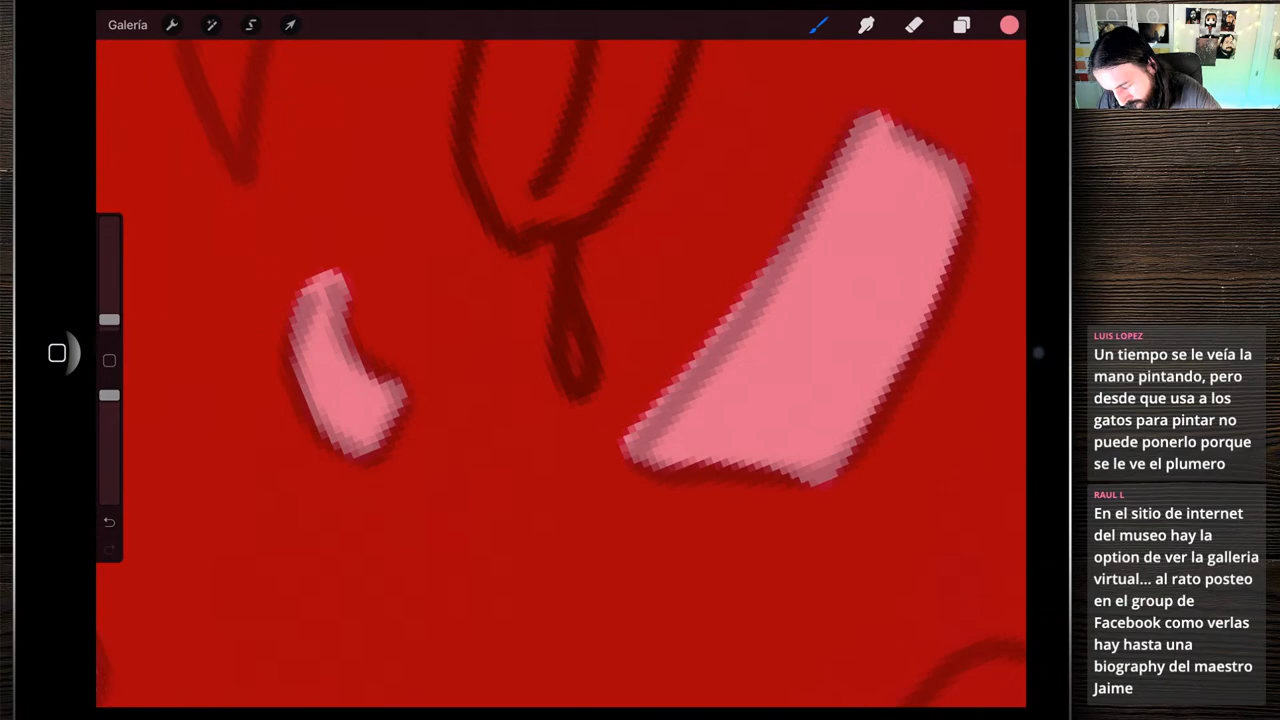 Galería
LUIS LOPEZ
Un tiempo se le veía la
mano pintando, pero
desde que usa a los
gatos para pintar no
puede ponerlo porque
se le ve el plumero
RAUL L
En el sitio de internet
del museo hay la
option de ver la galleria
virtual... al rato posteo
en el group de
Facebook como verlas
hay hasta una
biography del maestro
Jaime